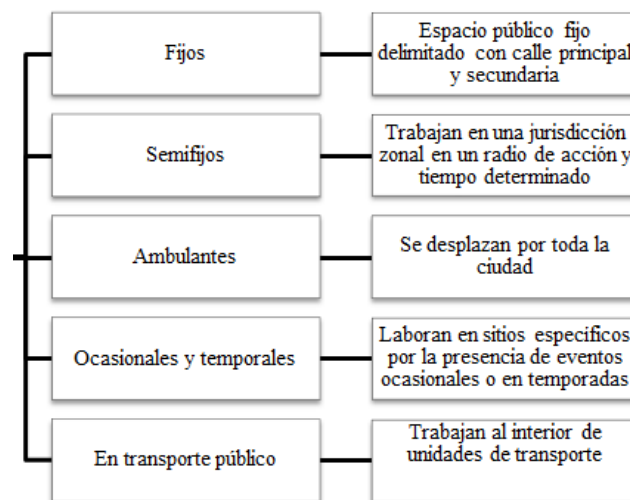 Fijos
Espacio público fijo
delimitado con calle principal
y secundaria
Semifijos
Trabajan en una jurisdicción
zonal en un radio de acción y
tiempo determinado
Ambulantes
Se desplazan por toda la
ciudad
Ocasionales y temporales
Laboran en sitios especificos
por la presencia de eventos
ocasionales o en temporadas
En transporte público
Trabajan al interior de
unidades de transporte